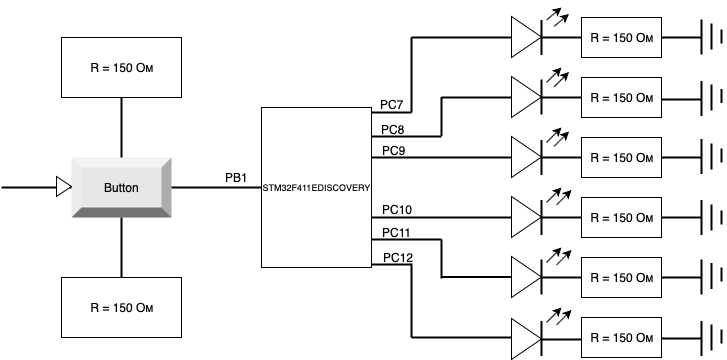 PC7
R = 150 Ом
R = 150 Ом
PC8
R = 150 Ом
PC9
R = 150 Ом
Button
PB1
STM32F411EDISCOVERY
PC10
R = 150 Ом
PC11
PC12
R = 150 Ом
R = 150 Ом
R = 150 Ом